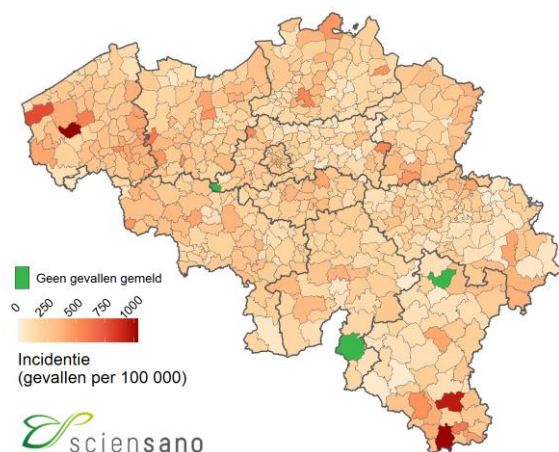 Geen gevallen gemeld
0 250 500 750 1000
Incidentie
(gevallen per 100 000)
sciensano